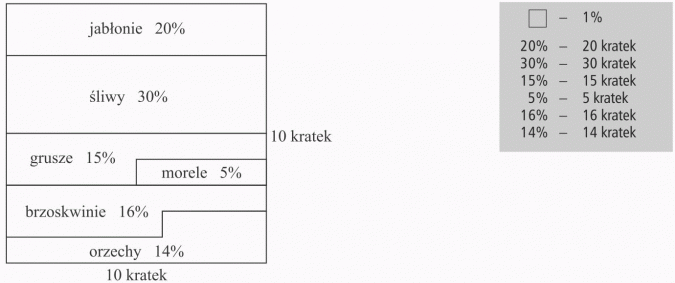 jabłonie 20%
śliwy 30%
grusze 15%
morele 5%
brzoskwinie 16%
orzechy 14%
10 kratek
10 kratek
– 1%
20% – 20 kratek
30% – 30 kratek
15% – 15 kratek
5% – 5 kratek
16% – 16 kratek
14% – 14 kratek